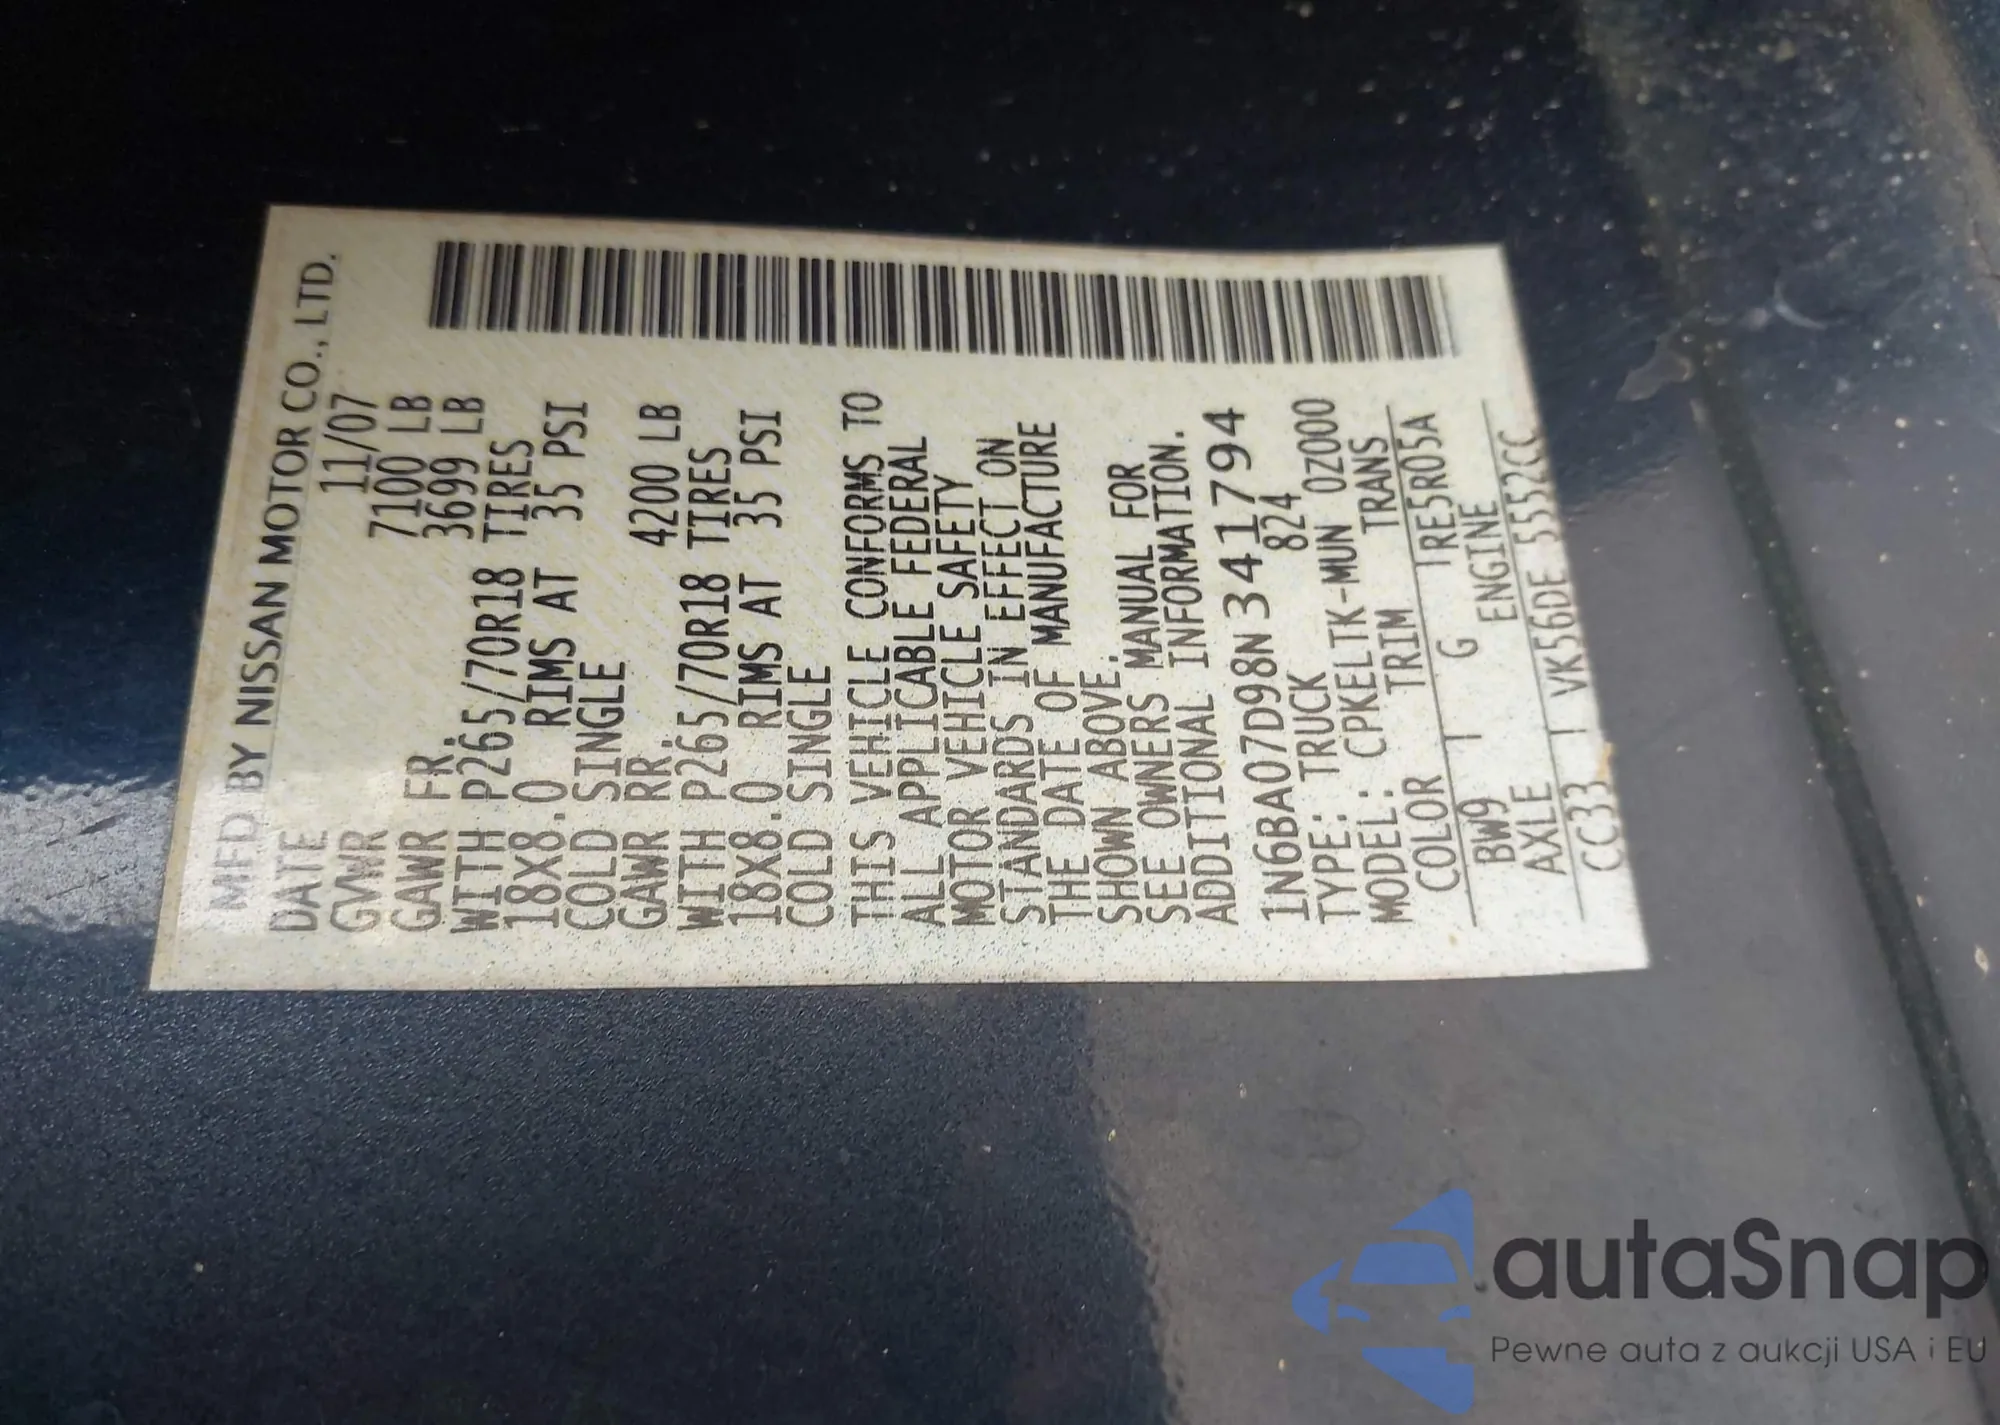 MFD BY NISSAN MOTOR CO., LTD.
DATE 11/07
GVWR 7100 LB
GAWR FR. 3699 LB
WITH P265/70R18 TIRES
18X8.0 RIMS AT 35 PSI
COLD SINGLE
GAWR RR. 4200 LB
WITH P265/70R18 TIRES
18X8.0 RIMS AT 35 PSI
COLD SINGLE
THIS VEHICLE CONFORMS TO
ALL APPLICABLE FEDERAL
MOTOR VEHICLE SAFETY
STANDARDS IN EFFECT ON
THE DATE OF MANUFACTURE
SHOWN ABOVE.
SEE OWNERS MANUAL FOR
ADDITIONAL INFORMATION.
1N6BA07D98N341794
TYPE: TRUCK 824
MODEL: CPKELTK-MUN 0Z000
COLOR TRIM TRANS
BW9 G RE5R05A
AXLE ENGINE
CC33 VK56DE 5552CC
autaSnap
Pewne auta z aukcji USA i EU